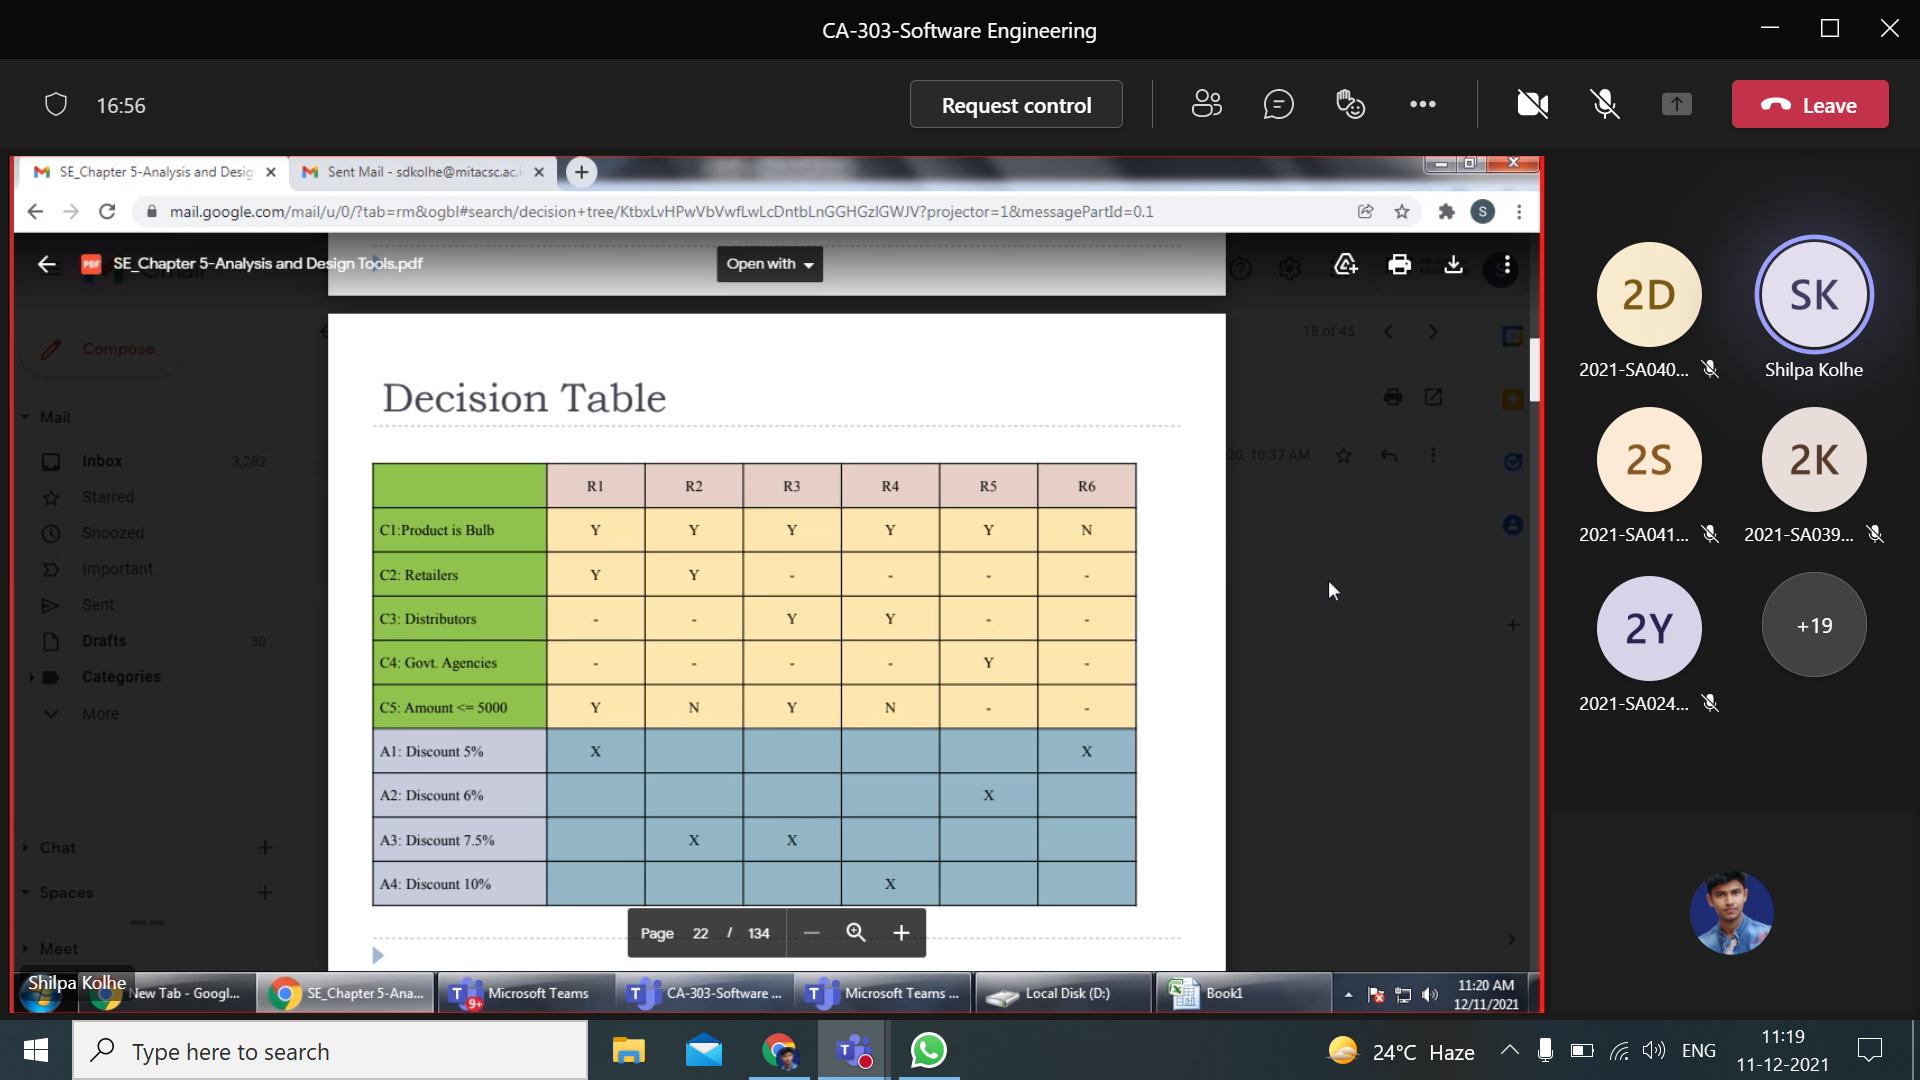 CA-303-Software Engineering
16:56
Request control
Leave
SE_Chapter 5-Analysis and Desig
Sent Mail - sdkolhe@mitacsc.ac.i
mail.google.com/mail/u/0/?tab=rm&ogbl#search/decision+tree/KtbxLvHPwVbVwfLwLcDntbLnGGHGzlGWJV?projector=1&messagePartId=0.1
S
PDF
SE_Chapter 5-Analysis and Design Tools.pdf
Open with
18 of 45
Compose
Mail
Inbox 3,282
Starred
Snoozed
Important
Sent
Drafts 30
Categories
More
Chat
Spaces
Meet
20, 10:37 AM
Decision Table
R1 R2 R3 R4 R5 R6
C1:Product is Bulb Y Y Y Y Y N
C2: Retailers Y Y - - - -
C3: Distributors - - Y Y - -
C4: Govt. Agencies - - - - Y -
C5: Amount <= 5000 Y N Y N - -
A1: Discount 5% X X
A2: Discount 6% X
A3: Discount 7.5% X X
A4: Discount 10% X
Page 22 / 134
2D
2021-SA040...
SK
Shilpa Kolhe
2S
2021-SA041...
2K
2021-SA039...
2Y
2021-SA024...
+19
Shilpa Kolhe
New Tab - Googl...
SE_Chapter 5-Ana...
9+
Microsoft Teams
CA-303-Software ...
Microsoft Teams ...
Local Disk (D:)
Book1
11:20 AM
12/11/2021
Type here to search
24°C Haze
ENG
11:19
11-12-2021